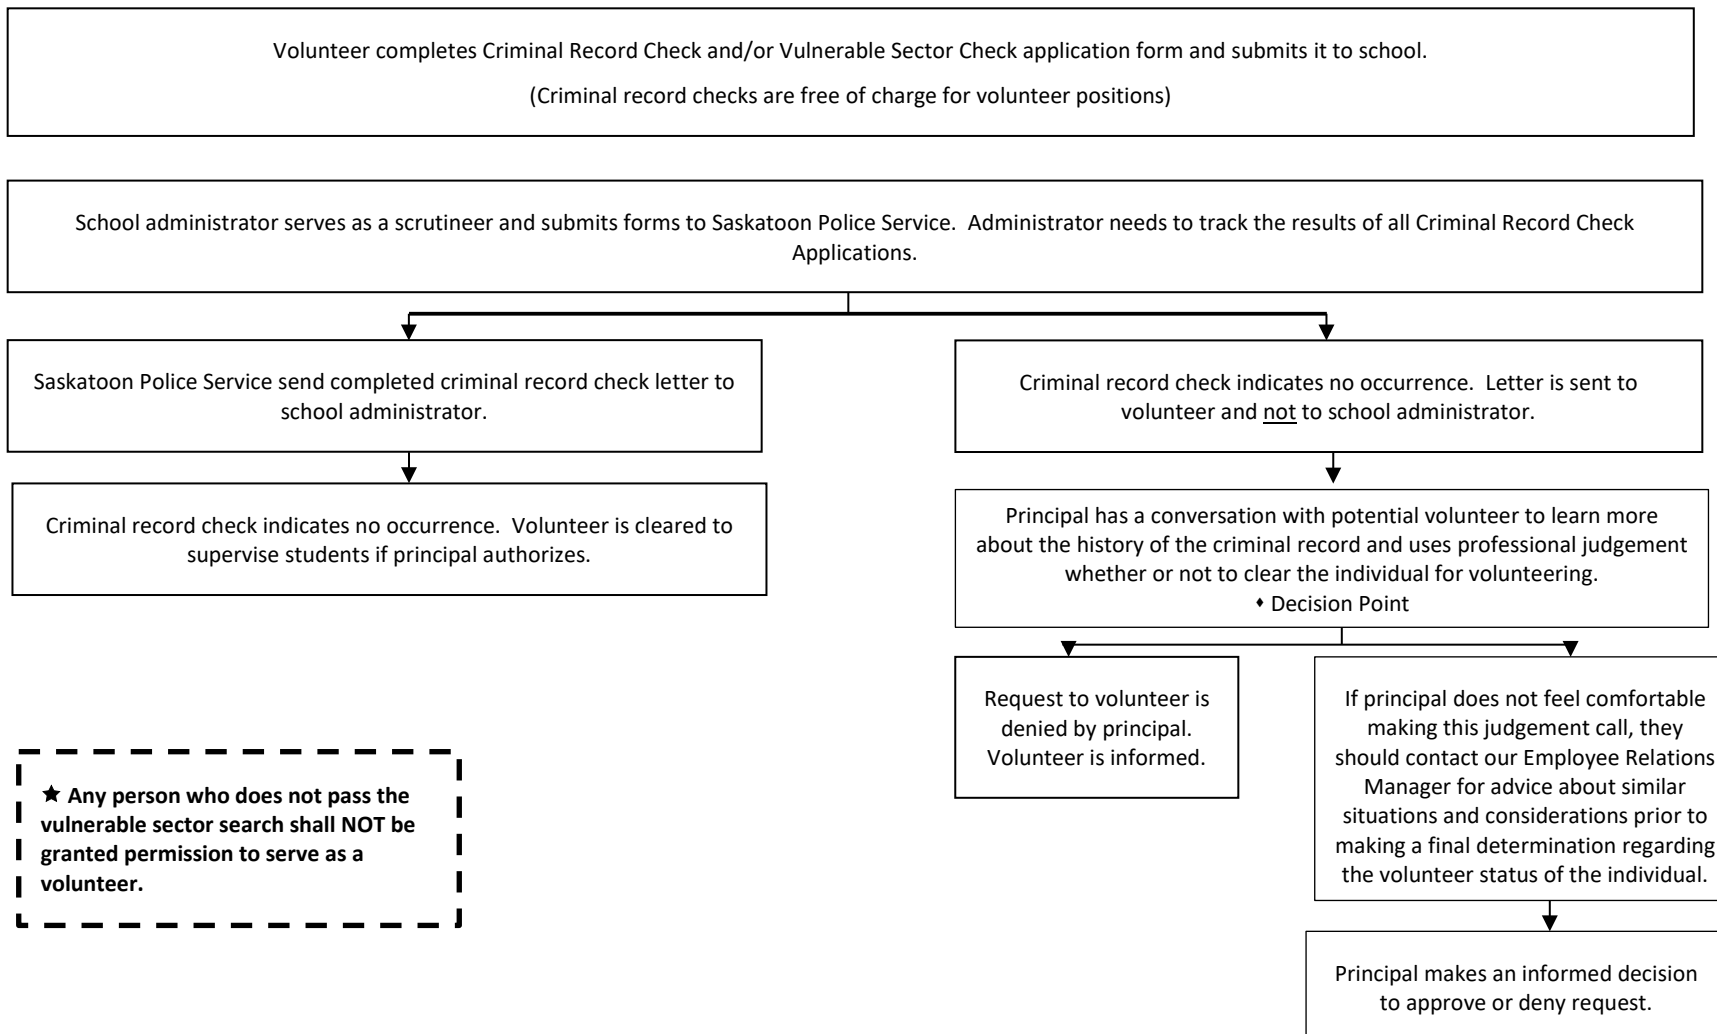 Volunteer completes Criminal Record Check and/or Vulnerable Sector Check application form and submits it to school.
(Criminal record checks are free of charge for volunteer positions)
School administrator serves as a scrutineer and submits forms to Saskatoon Police Service.  Administrator needs to track the results of all Criminal Record Check
Applications.
Saskatoon Police Service send completed criminal record check letter to
school administrator.
Criminal record check indicates no occurrence.  Volunteer is cleared to
supervise students if principal authorizes.
Criminal record check indicates no occurrence.  Letter is sent to
volunteer and not to school administrator.
Principal has a conversation with potential volunteer to learn more
about the history of the criminal record and uses professional judgement
whether or not to clear the individual for volunteering.
♦ Decision Point
Request to volunteer is
denied by principal.
Volunteer is informed.
If principal does not feel comfortable
making this judgement call, they
should contact our Employee Relations
Manager for advice about similar
situations and considerations prior to
making a final determination regarding
the volunteer status of the individual.
Principal makes an informed decision
to approve or deny request.
★ Any person who does not pass the
vulnerable sector search shall NOT be
granted permission to serve as a
volunteer.